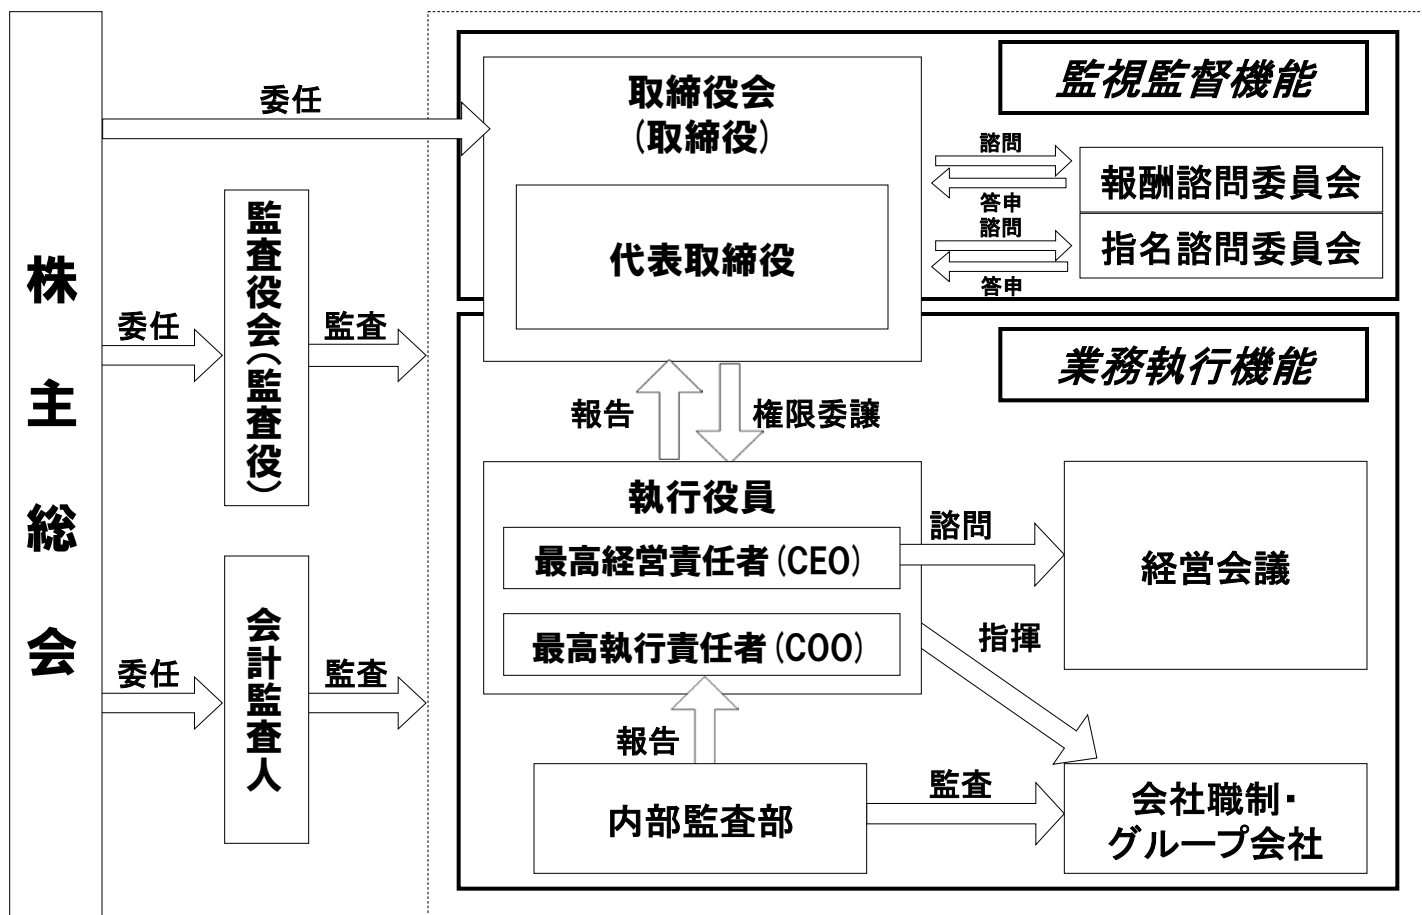 株主総会
委任
委任
監査役会(監査役)
監査
委任
会計監査人
監査
監視監督機能
取締役会
(取締役)
代表取締役
諮問
答申
報酬諮問委員会
諮問
答申
指名諮問委員会
業務執行機能
報告
権限委譲
執行役員
最高経営責任者(CEO)
最高執行責任者(COO)
諮問
経営会議
指揮
報告
内部監査部
監査
会社職制・
グループ会社